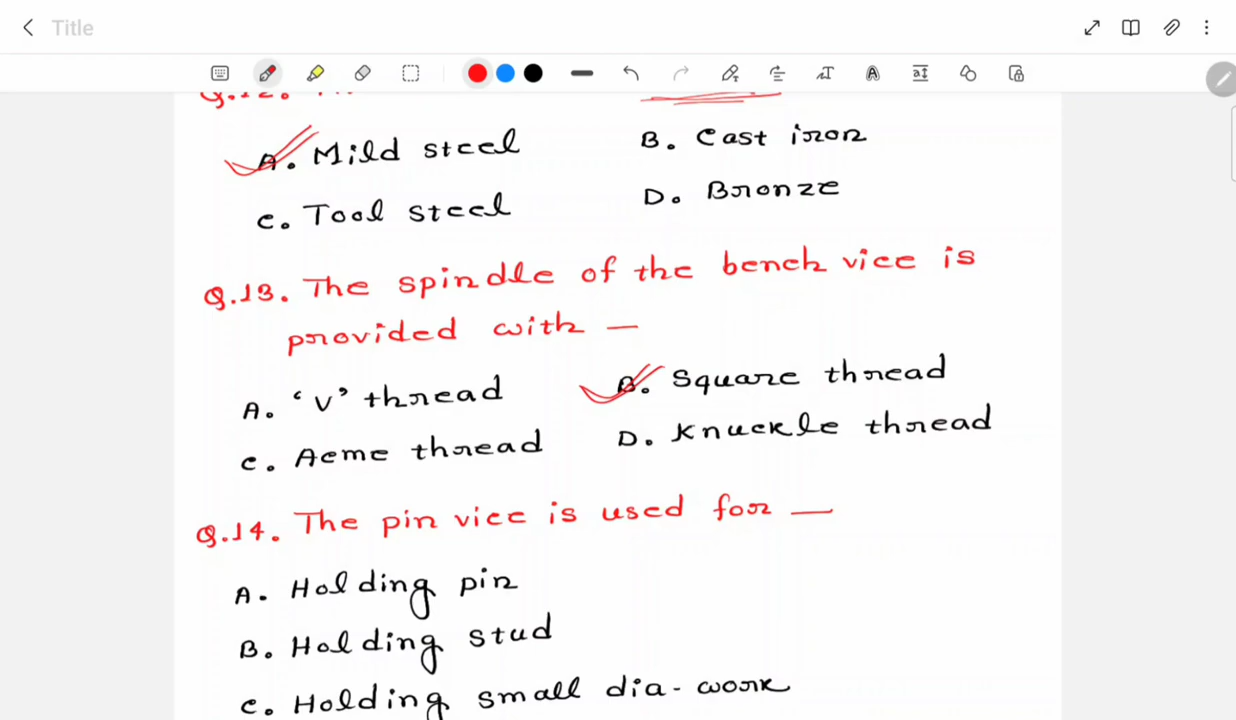 Title
A. Mild steel
B. Cast iron
C. Tool steel
D. Bronze
Q.13. The spindle of the bench vice is
provided with —
A. 'V' thread
B. Square thread
C. Acme thread
D. Knuckle thread
Q.14. The pin vice is used for —
A. Holding pin
B. Holding stud
C. Holding small dia- work